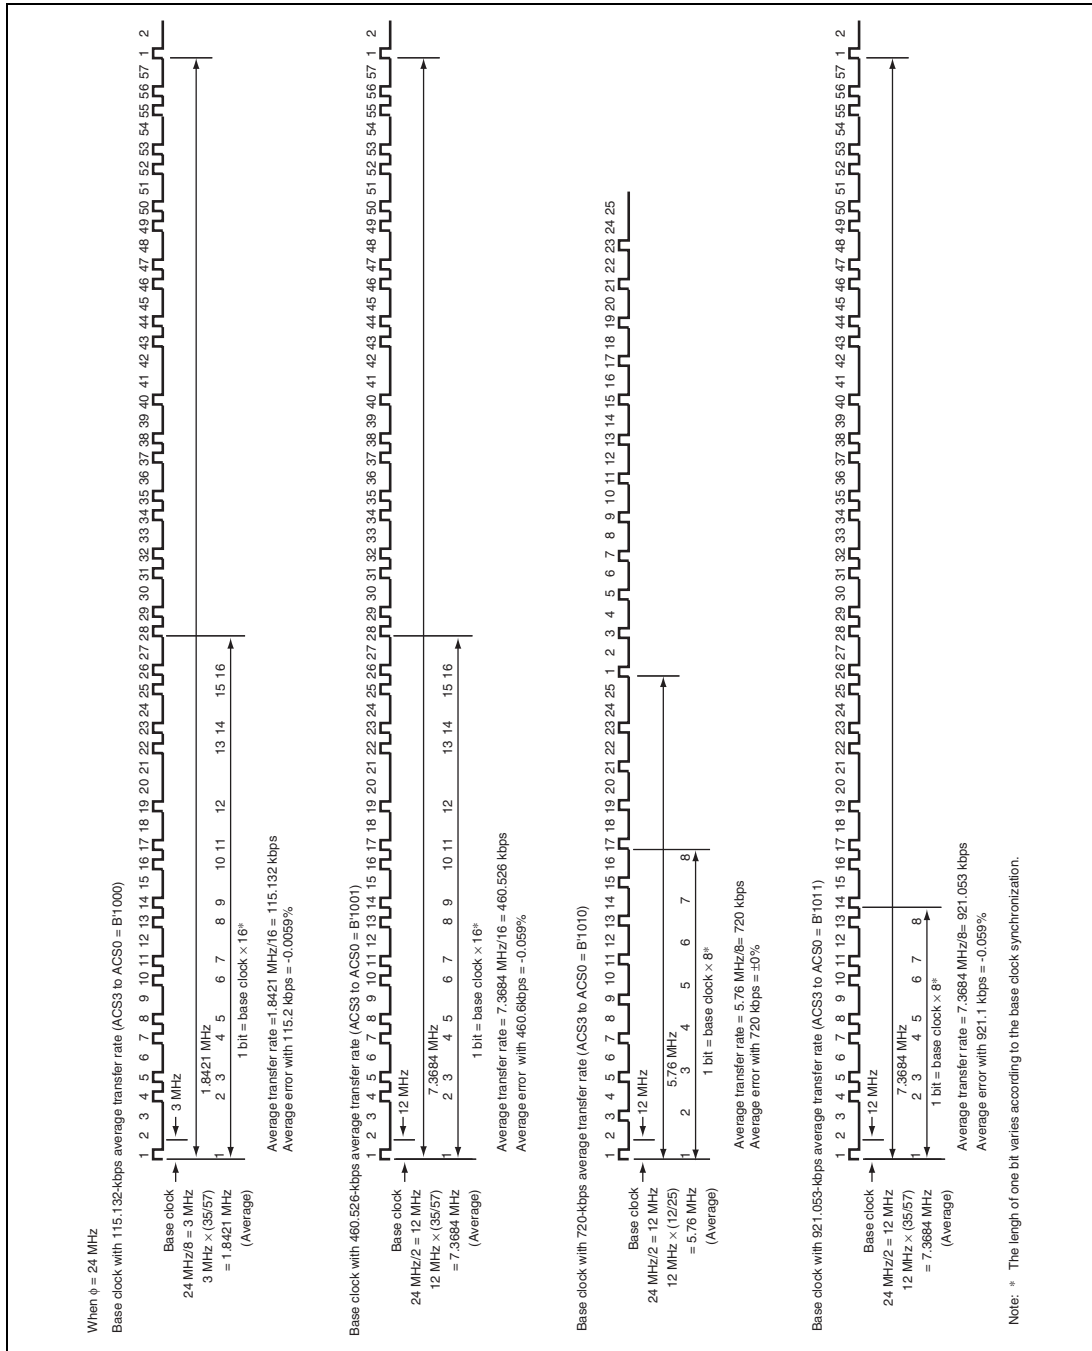 When ϕ = 24 MHz
Base clock with 115.132-kbps average transfer rate (ACS3 to ACS0 = B'1000)
1 2 3 4 5 6 7 8 9 10 11 12 13 14 15 16 17 18 19 20 21 22 23 24 25 26 27 28 29 30 31 32 33 34 35 36 37 38 39 40 41 42 43 44 45 46 47 48 49 50 51 52 53 54 55 56 57 1 2
Base clock
24 MHz/8 = 3 MHz
3 MHz × (35/57)
= 1.8421 MHz
(Average)
3 MHz
1.8421 MHz
1 2 3 4 5 6 7 8 9 10 11 12 13 14 15 16
1 bit = base clock × 16*
Average transfer rate =1.8421 MHz/16 = 115.132 kbps
Average error with 115.2 kbps = -0.0059%
Base clock with 460.526-kbps average transfer rate (ACS3 to ACS0 = B'1001)
1 2 3 4 5 6 7 8 9 10 11 12 13 14 15 16 17 18 19 20 21 22 23 24 25 26 27 28 29 30 31 32 33 34 35 36 37 38 39 40 41 42 43 44 45 46 47 48 49 50 51 52 53 54 55 56 57 1 2
Base clock
24 MHz/2 = 12 MHz
12 MHz × (35/57)
= 7.3684 MHz
(Average)
12 MHz
7.3684 MHz
1 2 3 4 5 6 7 8 9 10 11 12 13 14 15 16
1 bit = base clock × 16*
Average transfer rate = 7.3684 MHz/16 = 460.526 kbps
Average error with 460.6kbps = -0.059%
Base clock with 720-kbps average transfer rate (ACS3 to ACS0 = B'1010)
1 2 3 4 5 6 7 8 9 10 11 12 13 14 15 16 17 18 19 20 21 22 23 24 25 1 2 3 4 5 6 7 8 9 10 11 12 13 14 15 16 17 18 19 20 21 22 23 24 25
Base clock
24 MHz/2 = 12 MHz
12 MHz × (12/25)
= 5.76 MHz
(Average)
12 MHz
5.76 MHz
1 2 3 4 5 6 7 8
1 bit = base clock × 8*
Average transfer rate = 5.76 MHz/8= 720 kbps
Average error with 720 kbps = ±0%
Base clock with 921.053-kbps average transfer rate (ACS3 to ACS0 = B'1011)
1 2 3 4 5 6 7 8 9 10 11 12 13 14 15 16 17 18 19 20 21 22 23 24 25 26 27 28 29 30 31 32 33 34 35 36 37 38 39 40 41 42 43 44 45 46 47 48 49 50 51 52 53 54 55 56 57 1 2
Base clock
24 MHz/2 = 12 MHz
12 MHz × (35/57)
= 7.3684 MHz
(Average)
12 MHz
7.3684 MHz
1 2 3 4 5 6 7 8
1 bit = base clock × 8*
Average transfer rate = 7.3684 MHz/8= 921.053 kbps
Average error with 921.1 kbps = -0.059%
Note: * The lengh of one bit varies according to the base clock synchronization.